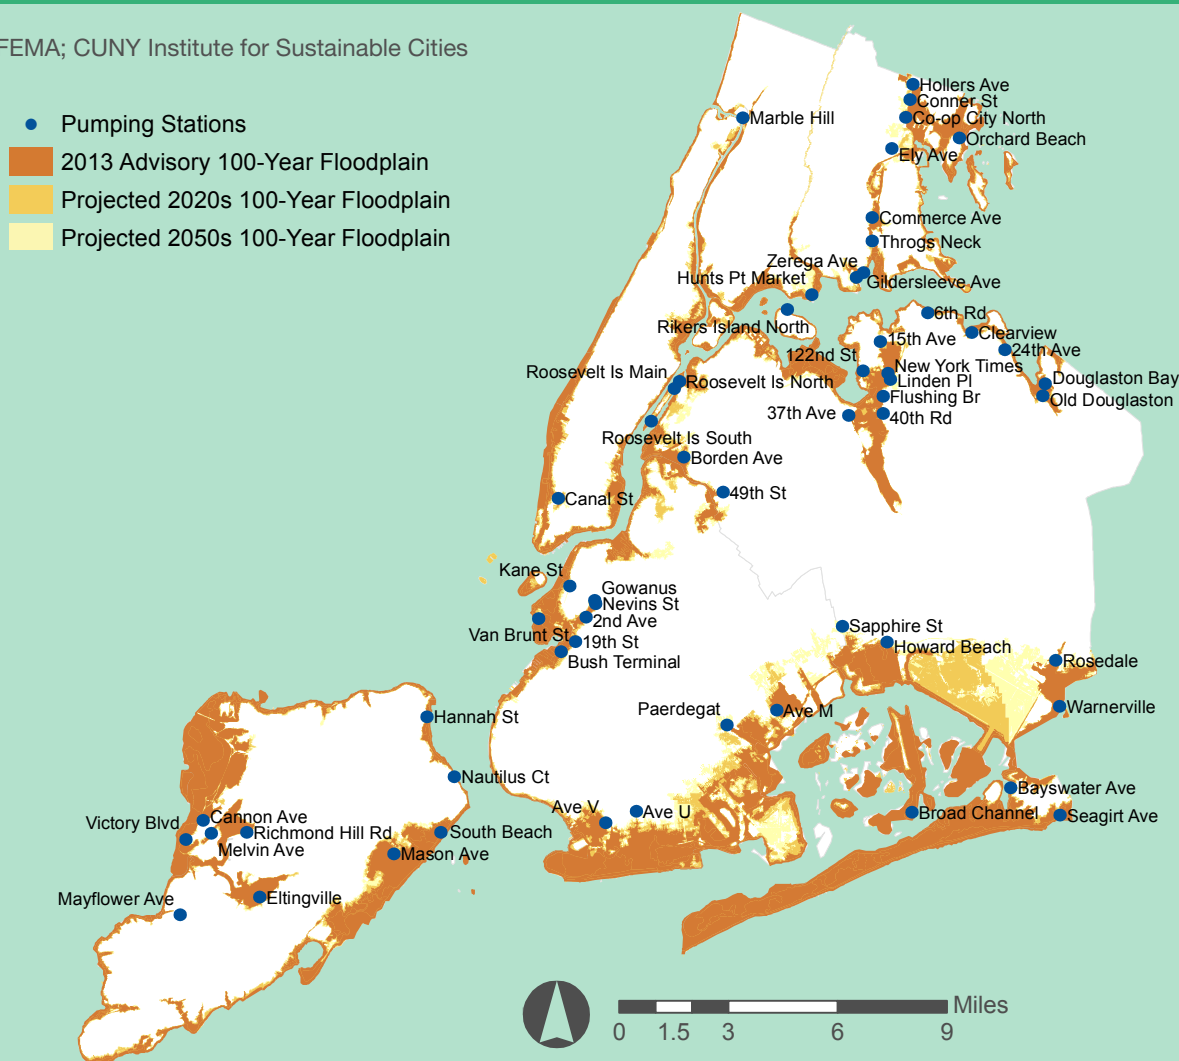 FEMA; CUNY Institute for Sustainable Cities
Pumping Stations
2013 Advisory 100-Year Floodplain
Projected 2020s 100-Year Floodplain
Projected 2050s 100-Year Floodplain
Hollers Ave
Conner St
Co-op City North
Marble Hill
Orchard Beach
Ely Ave
Commerce Ave
Throgs Neck
Zerega Ave
Hunts Pt Market
Gildersleeve Ave
6th Rd
Rikers Island North
Clearview
15th Ave
24th Ave
122nd St
New York Times
Roosevelt Is Main
Roosevelt Is North
Linden Pl
Douglaston Bay
Flushing Br
Old Douglaston
37th Ave
40th Rd
Roosevelt Is South
Borden Ave
49th St
Canal St
Kane St
Gowanus
Nevins St
2nd Ave
Van Brunt St
19th St
Bush Terminal
Sapphire St
Howard Beach
Rosedale
Paerdegat
Ave M
Warnerville
Hannah St
Nautilus Ct
Bayswater Ave
Ave V
Ave U
Broad Channel
Seagirt Ave
Cannon Ave
Victory Blvd
Richmond Hill Rd
South Beach
Melvin Ave
Mason Ave
Mayflower Ave
Eltingville
Miles
0 1.5 3 6 9